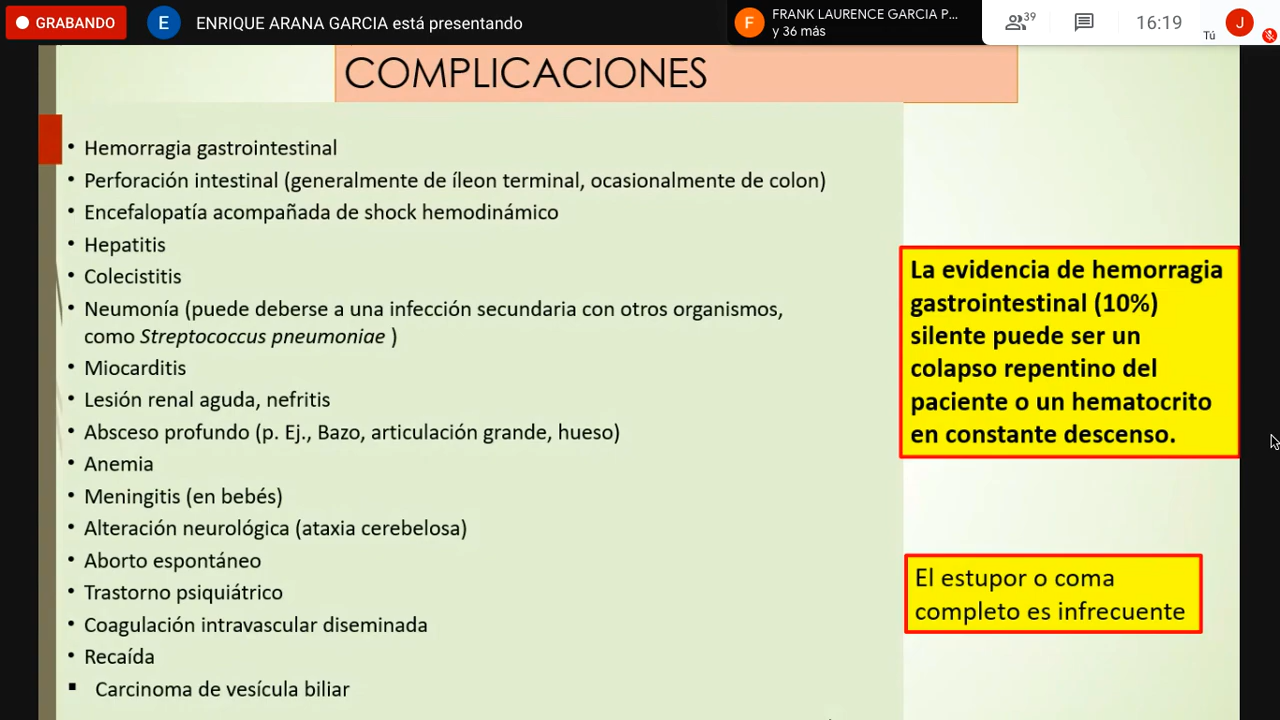 GRABANDO
E
ENRIQUE ARANA GARCIA está presentando
F
FRANK LAURENCE GARCIA P...
y 36 más
39
16:19
Tú
J
COMPLICACIONES
• Hemorragia gastrointestinal
• Perforación intestinal (generalmente de íleon terminal, ocasionalmente de colon)
• Encefalopatía acompañada de shock hemodinámico
• Hepatitis
• Colecistitis
• Neumonía (puede deberse a una infección secundaria con otros organismos,
como Streptococcus pneumoniae )
• Miocarditis
• Lesión renal aguda, nefritis
• Absceso profundo (p. Ej., Bazo, articulación grande, hueso)
• Anemia
• Meningitis (en bebés)
• Alteración neurológica (ataxia cerebelosa)
• Aborto espontáneo
• Trastorno psiquiátrico
• Coagulación intravascular diseminada
• Recaída
▪ Carcinoma de vesícula biliar
La evidencia de hemorragia
gastrointestinal (10%)
silente puede ser un
colapso repentino del
paciente o un hematocrito
en constante descenso.
El estupor o coma
completo es infrecuente